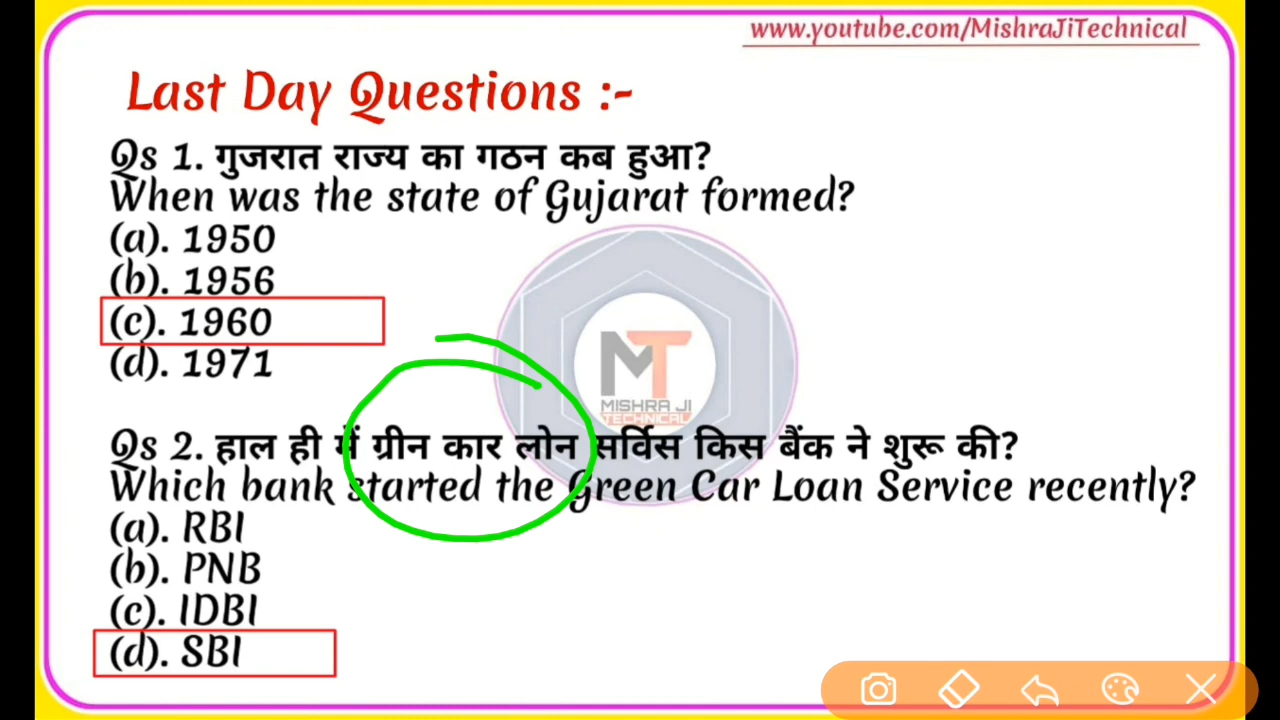 www.youtube.com/MishraJiTechnical
Last Day Questions :-
Qs 1. गुजरात राज्य का गठन कब हुआ?
When was the state of Gujarat formed?
(a). 1950
(b). 1956
(c). 1960
(d). 1971
MT
MISHRA JI
TECHNICAL
Qs 2. हाल ही में ग्रीन कार लोन सर्विस किस बैंक ने शुरू की?
Which bank started the Green Car Loan Service recently?
(a). RBI
(b). PNB
(c). IDBI
(d). SBI